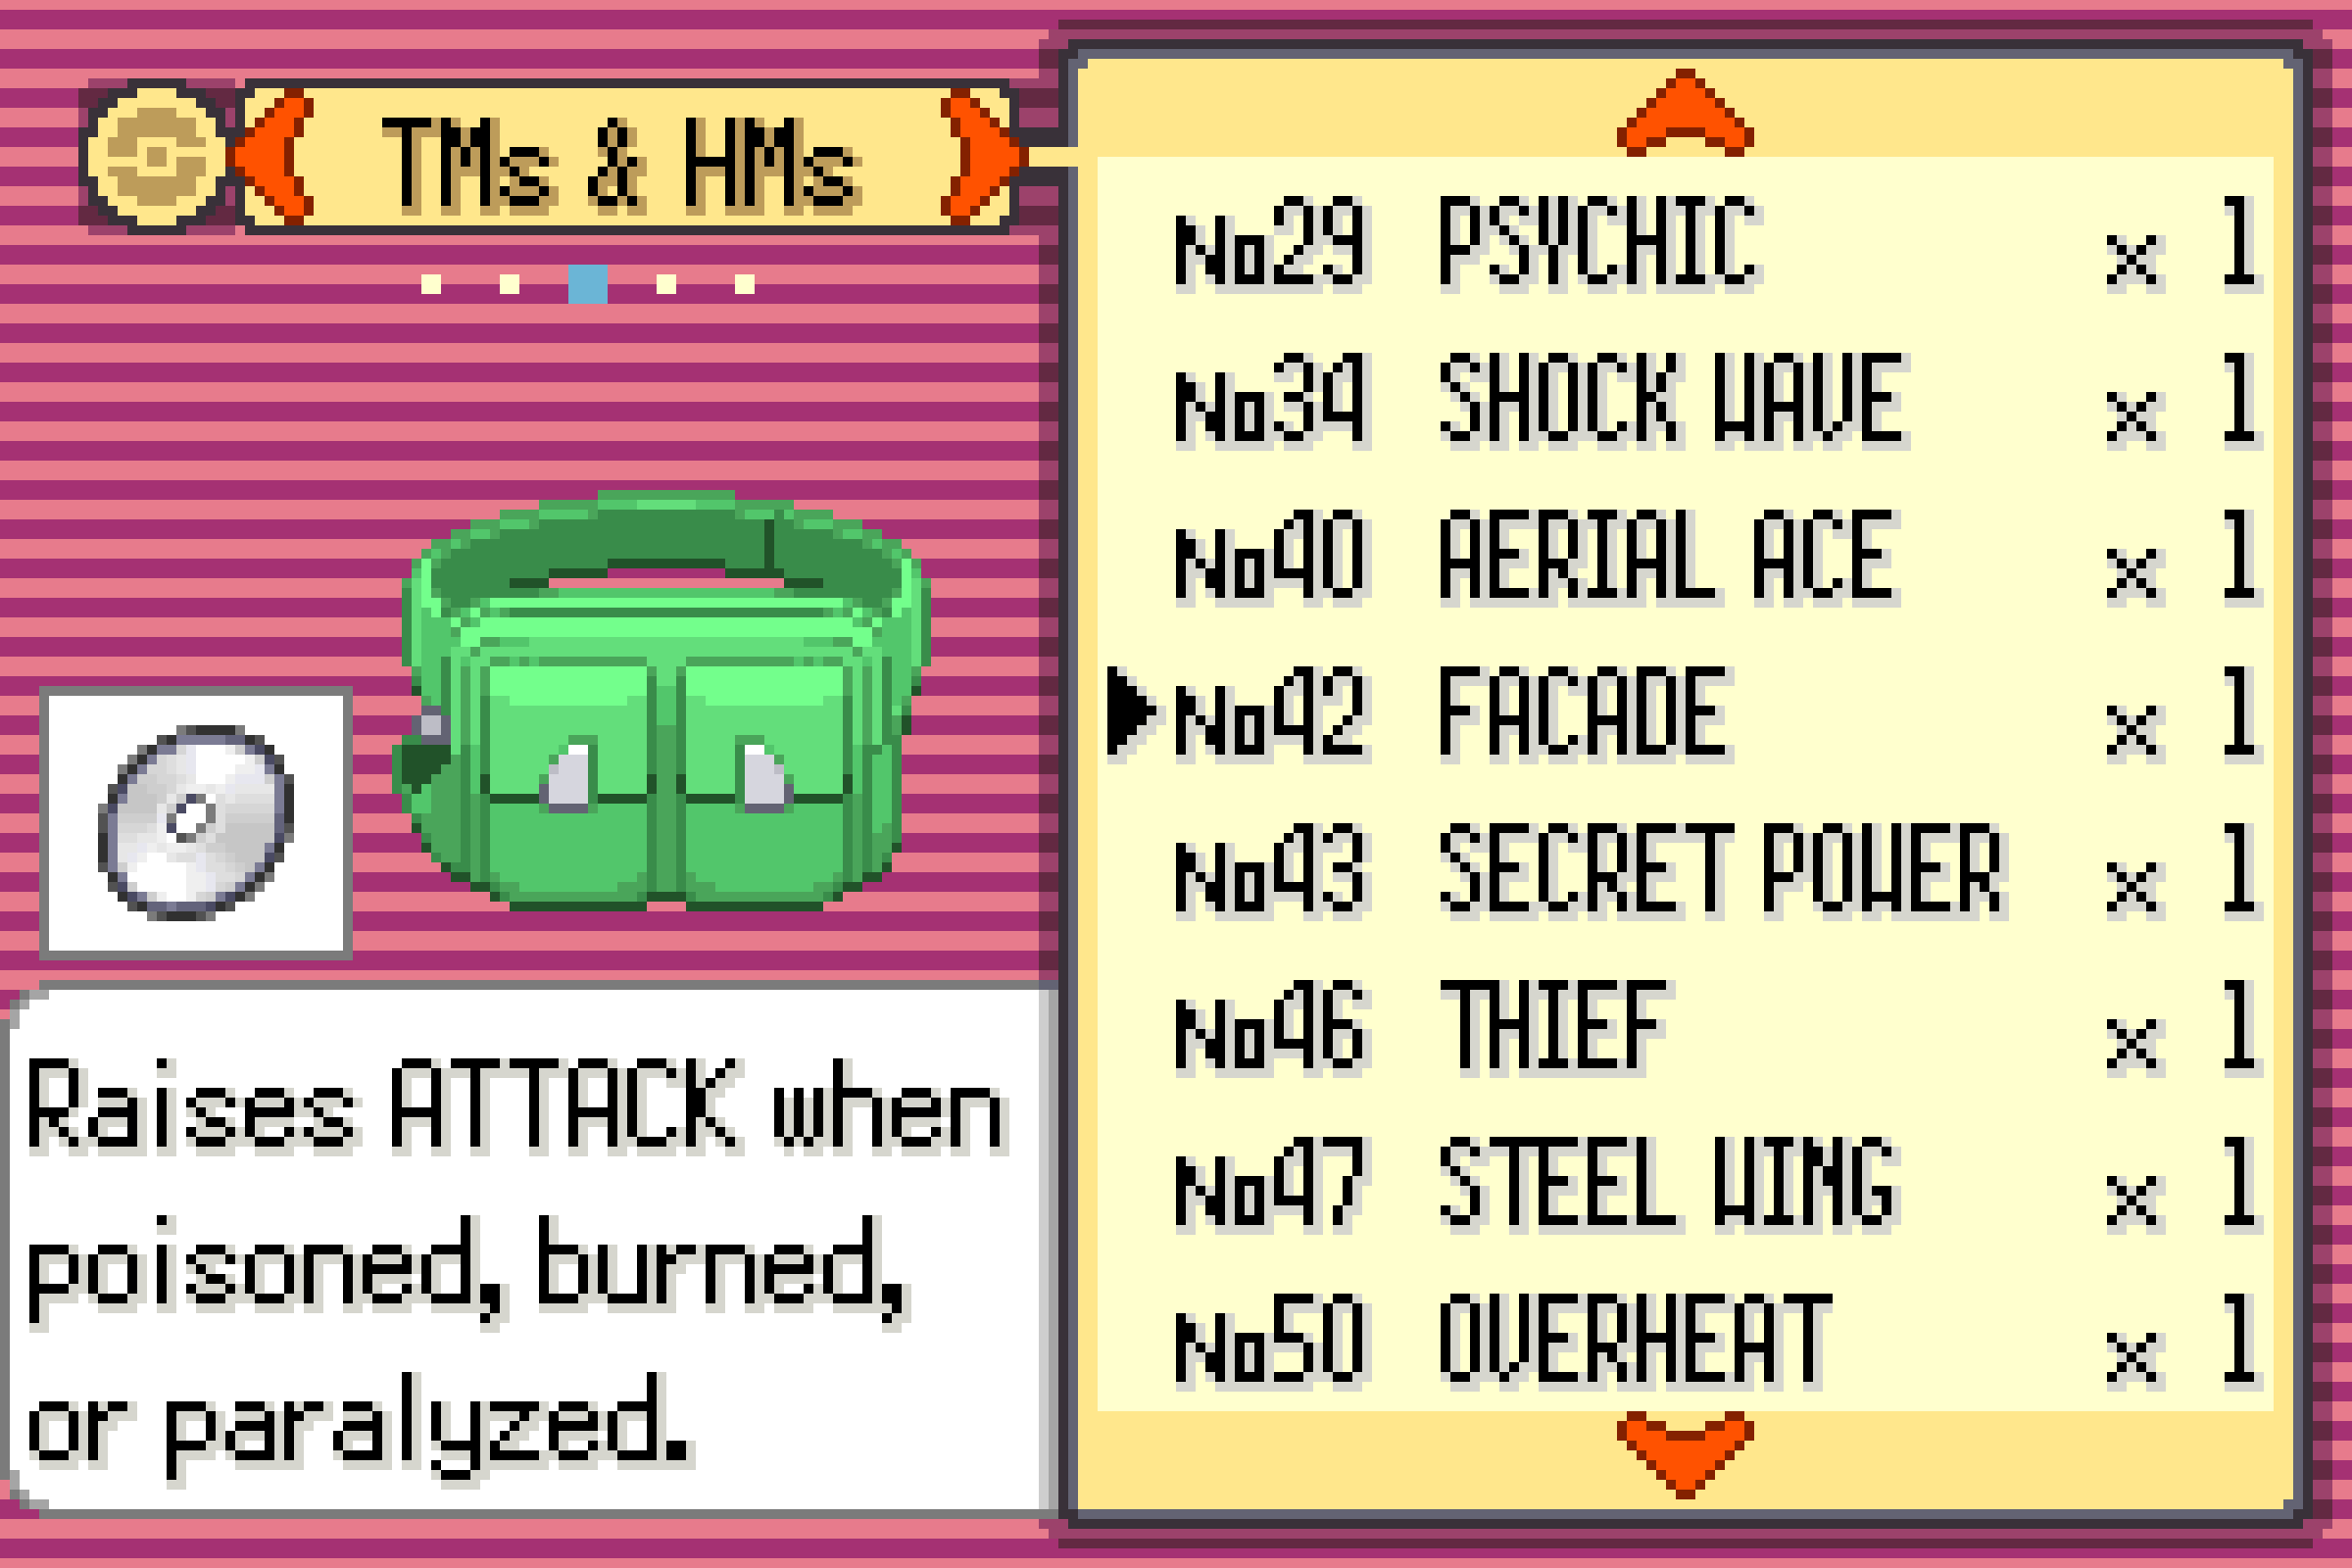 TMs & HMs
No29 PSYCHIC × 1
No34 SHOCK WAVE × 1
No40 AERIAL ACE × 1
No42 FACADE × 1
No43 SECRET POWER × 1
No46 THIEF × 1
No47 STEEL WING × 1
No50 OVERHEAT × 1
Raises ATTACK when
poisoned, burned,
or paralyzed.